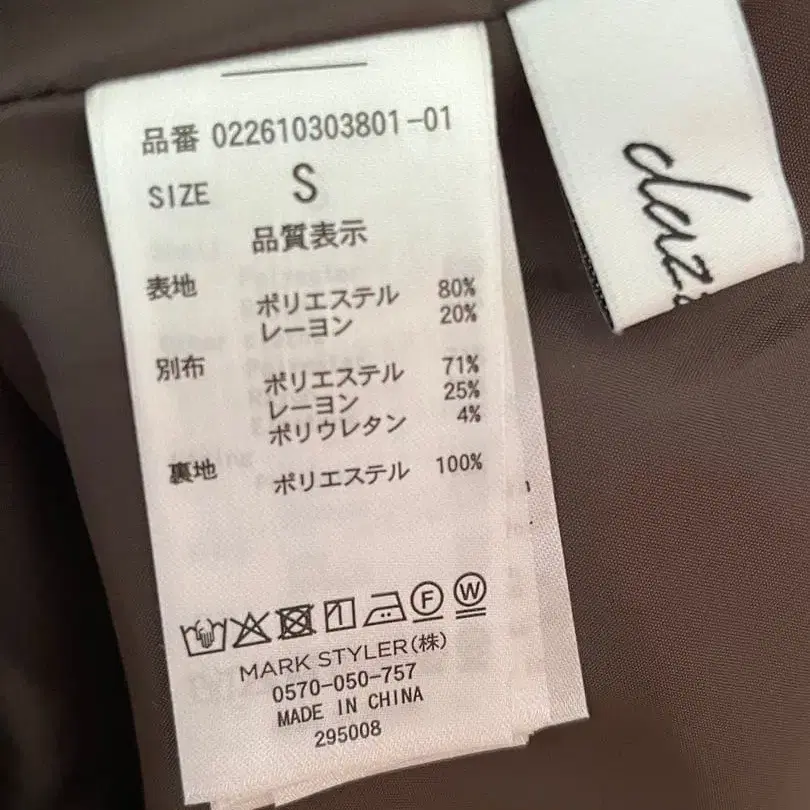 品番 022610303801-01
SIZE S
品質表示
表地
ポリエステル 80%
レーヨン 20%
別布
ポリエステル 71%
レーヨン 25%
ポリウレタン 4%
裏地
ポリエステル 100%
F W
MARK STYLER(株)
0570-050-757
MADE IN CHINA
295008
daz